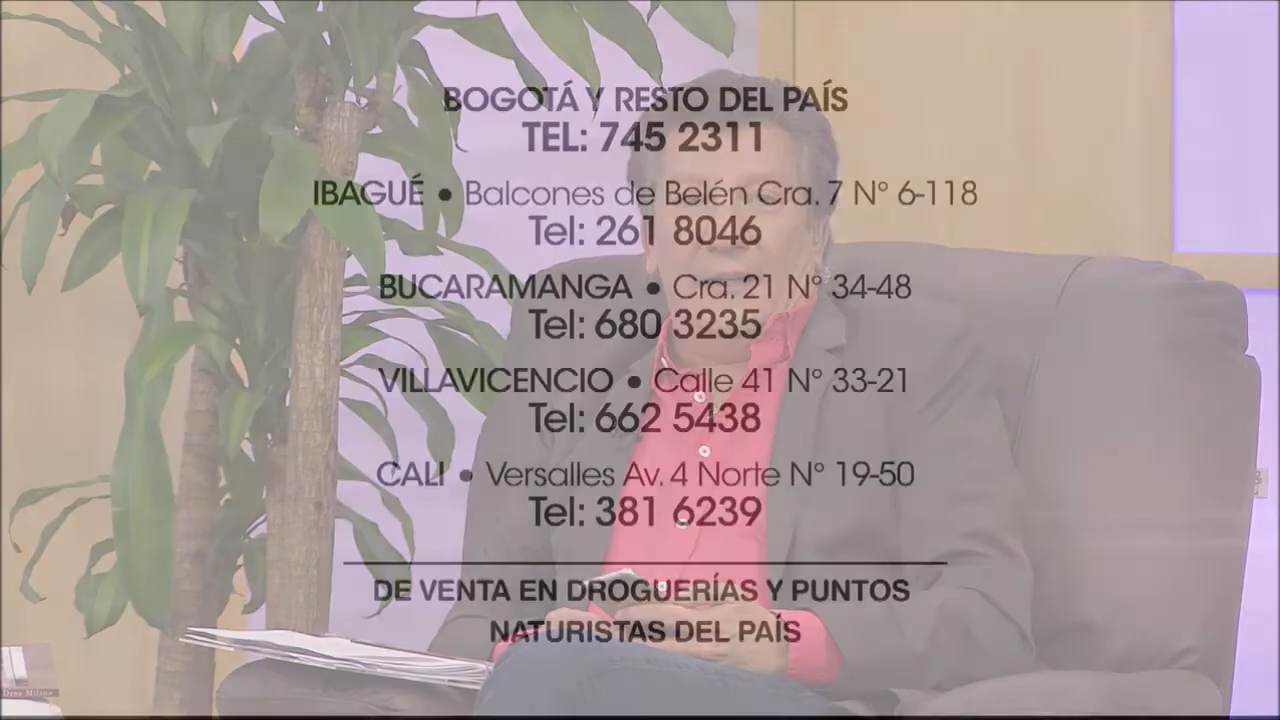 BOGOTÁ Y RESTO DEL PAÍS
TEL: 745 2311
IBAGUÉ • Balcones de Belén Cra. 7 N° 6-118
Tel: 261 8046
BUCARAMANGA • Cra. 21 N° 34-48
Tel: 680 3235
VILLAVICENCIO • Calle 41 N° 33-21
Tel: 662 5438
CALI • Versalles Av. 4 Norte N° 19-50
Tel: 381 6239
DE VENTA EN DROGUERÍAS Y PUNTOS
NATURISTAS DEL PAÍS
Dana Milano